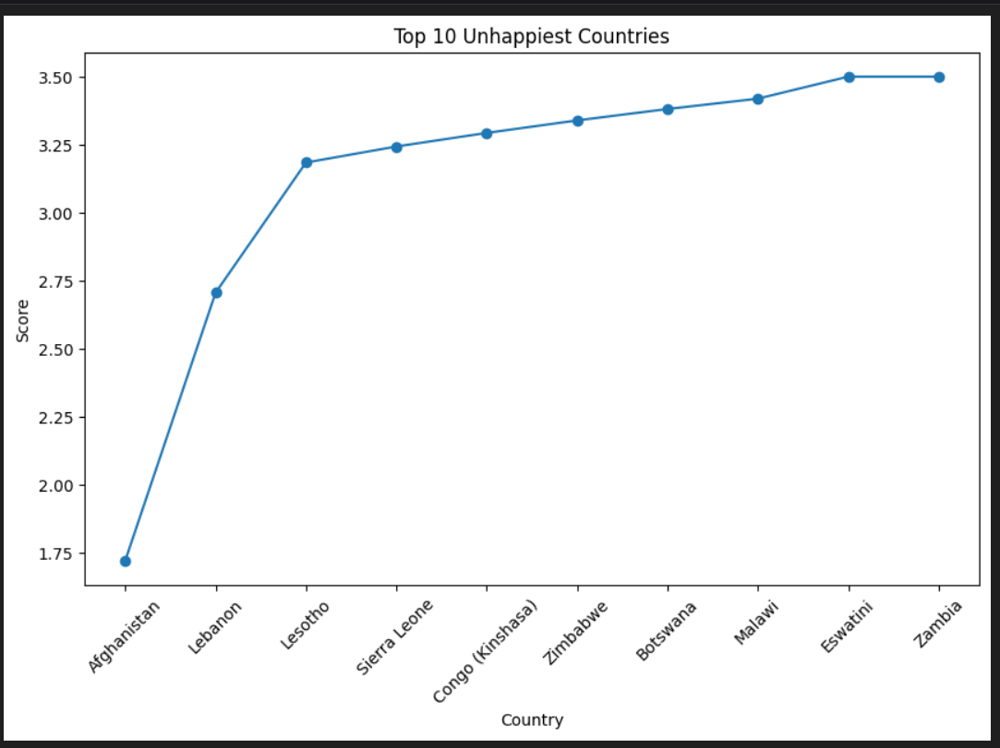 Top 10 Unhappiest Countries
Score
3.50
3.25
3.00
2.75
2.50
2.25
2.00
1.75
Afghanistan
Lebanon
Lesotho
Sierra Leone
Congo (Kinshasa)
Zimbabwe
Botswana
Malawi
Eswatini
Zambia
Country